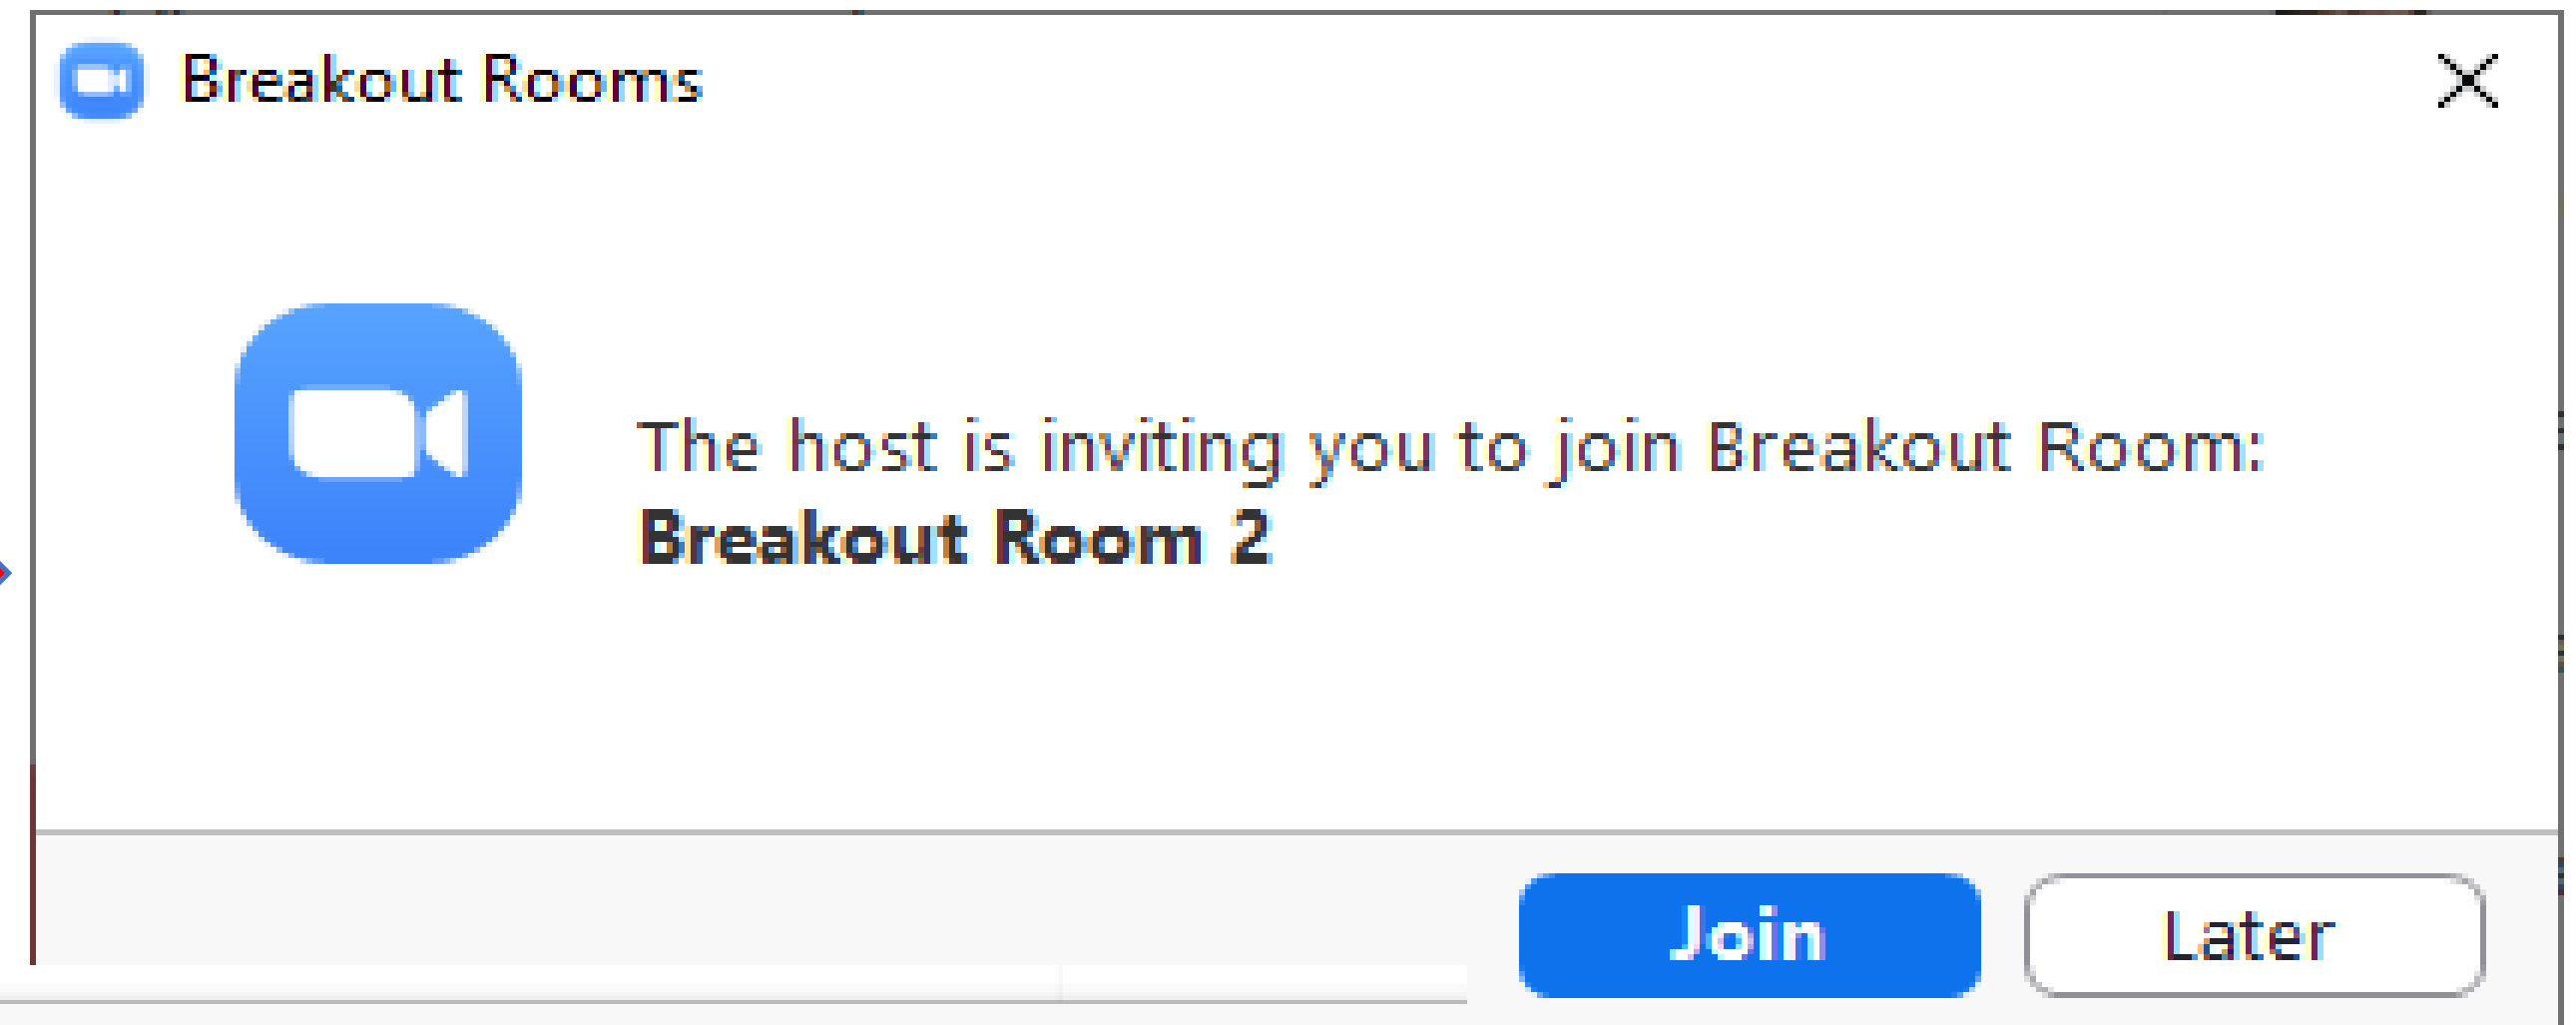 Breakout Rooms
The host is inviting you to join Breakout Room:
Breakout Room 2
Join
Later